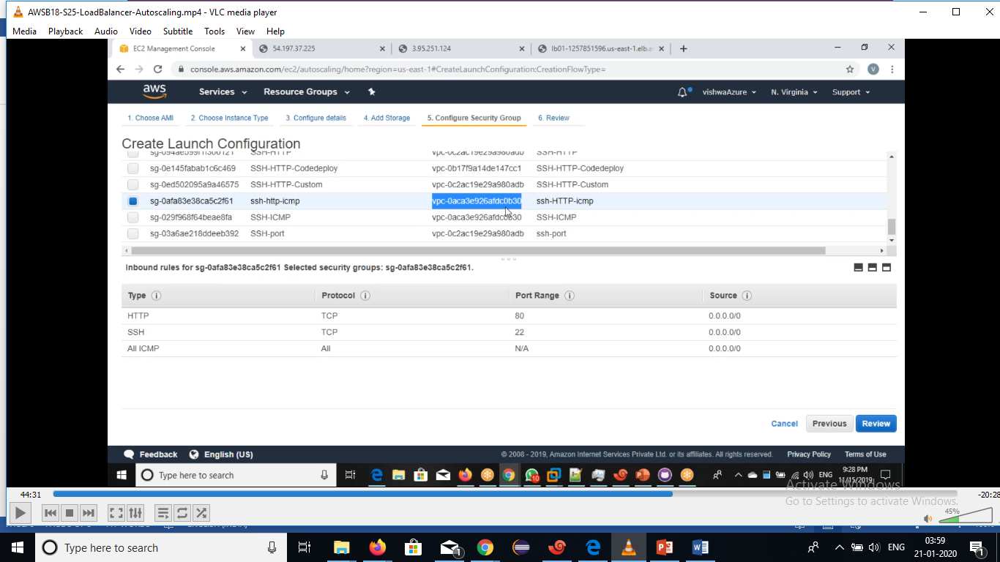 AWSB18-S25-LoadBalancer-Autoscaling.mp4 - VLC media player
Media Playback Audio Video Subtitle Tools View Help
EC2 Management Console 54.197.37.225 3.95.251.124 lb01-1257851596.us-east-1.elb.a
console.aws.amazon.com/ec2/autoscaling/home?region=us-east-1#CreateLaunchConfiguration:CreationFlowType=
V
aws Services Resource Groups vishwaAzure N. Virginia Support
1. Choose AMI 2. Choose Instance Type 3. Configure details 4. Add Storage 5. Configure Security Group 6. Review
Create Launch Configuration
SSH-HTTP vpc-0c2ac19e29a980adb SSH-HTTP
sg-0e145fabab1c6c469 SSH-HTTP-Codedeploy vpc-0b17f9a14de147cc1 SSH-HTTP-Codedeploy
sg-0ed502095a9a46575 SSH-HTTP-Custom vpc-0c2ac19e29a980adb SSH-HTTP-Custom
sg-0afa83e38ca5c2f61 ssh-http-icmp vpc-0aca3e926afdc0b30 ssh-HTTP-icmp
sg-029f968f64beae8fa SSH-ICMP vpc-0aca3e926afdc0b30 SSH-ICMP
sg-03a6ae218ddeeb392 SSH-port vpc-0c2ac19e29a980adb ssh-port
Inbound rules for sg-0afa83e38ca5c2f61 Selected security groups: sg-0afa83e38ca5c2f61.
Type Protocol Port Range Source
HTTP TCP 80 0.0.0.0/0
SSH TCP 22 0.0.0.0/0
All ICMP All N/A 0.0.0.0/0
Cancel Previous Review
Feedback English (US) © 2008 - 2019, Amazon Internet Services Private Ltd. or its affiliates. All rights reserved. Privacy Policy Terms of Use
Type here to search 10 ENG 9:28 PM
11/15/2019
Activate Windows
Go to Settings to activate Windows.
44:31 -20:28
45%
Type here to search 1 ENG 03:59
21-01-2020 1